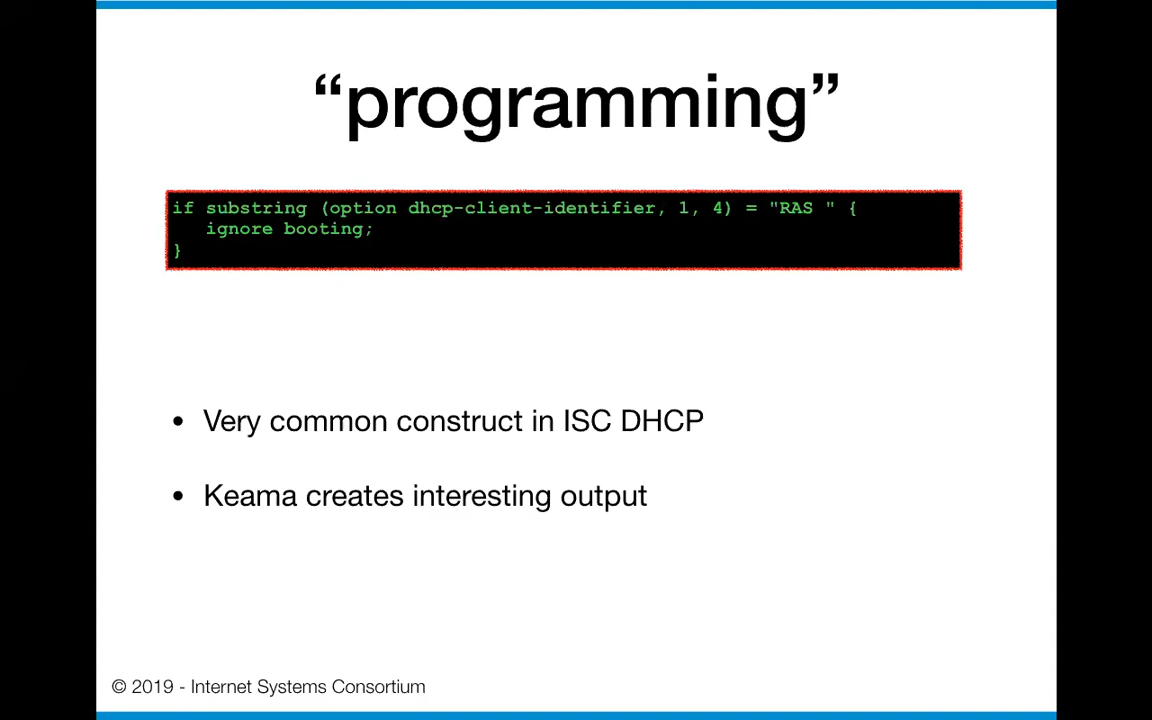 “programming”
if substring (option dhcp-client-identifier, 1, 4) = "RAS " {
ignore booting;
}
• Very common construct in ISC DHCP
• Keama creates interesting output
© 2019 - Internet Systems Consortium